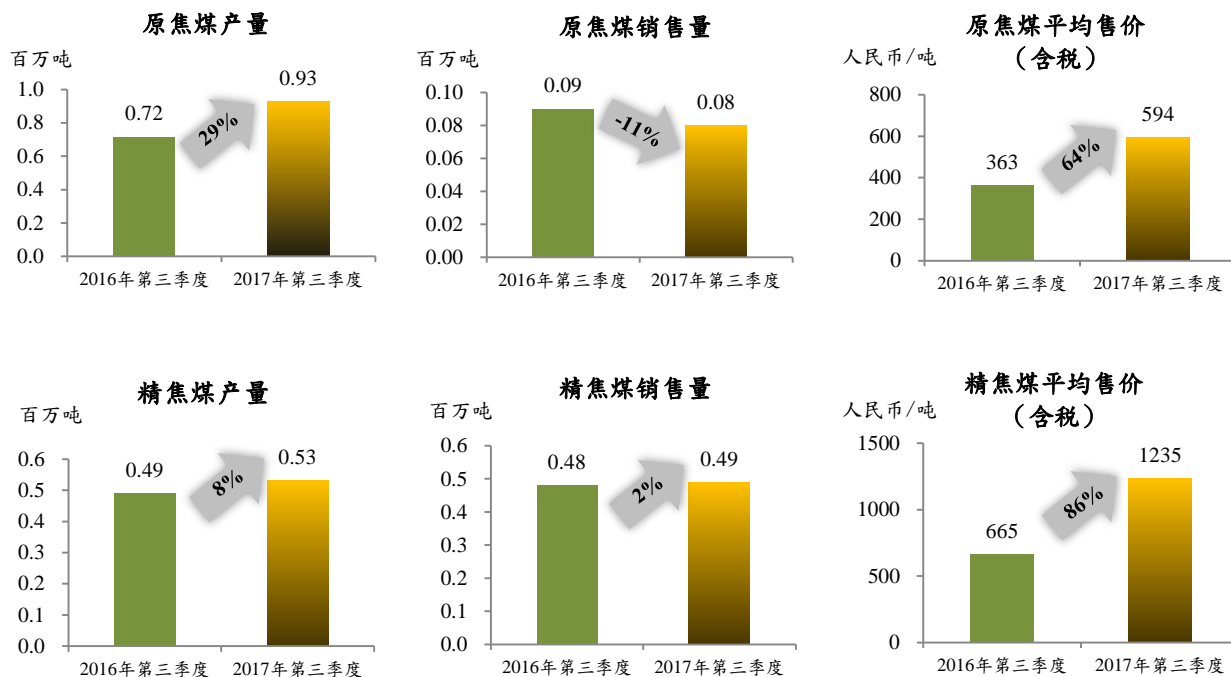 原焦煤产量
百万吨
1.0
0.8
0.6
0.4
0.2
0.0
0.72
29%
0.93
2016年第三季度
2017年第三季度
原焦煤销售量
百万吨
0.10
0.08
0.06
0.04
0.02
0.00
0.09
-11%
0.08
2016年第三季度
2017年第三季度
原焦煤平均售价
（含税）
人民币/吨
800
600
400
200
0
363
64%
594
2016年第三季度
2017年第三季度
精焦煤产量
百万吨
0.6
0.5
0.4
0.3
0.2
0.1
0.0
0.49
8%
0.53
2016年第三季度
2017年第三季度
精焦煤销售量
百万吨
0.6
0.5
0.4
0.3
0.2
0.1
0.0
0.48
2%
0.49
2016年第三季度
2017年第三季度
精焦煤平均售价
（含税）
人民币/吨
1500
1000
500
0
665
86%
1235
2016年第三季度
2017年第三季度